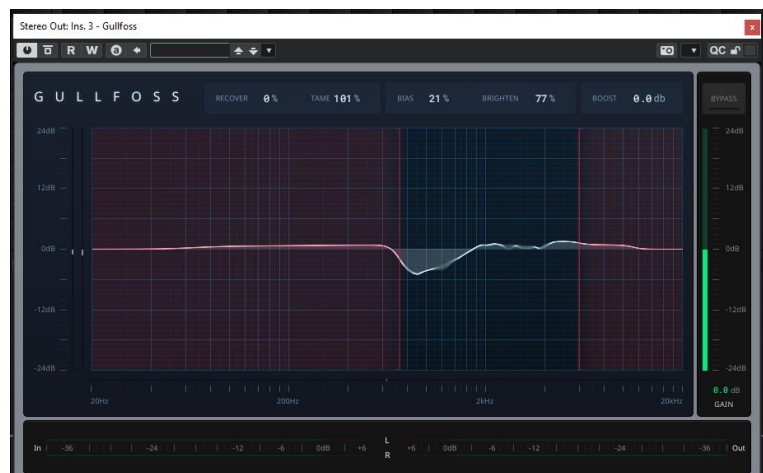 Stereo Out: Ins. 3 - Gullfoss
x
R W a QC
GULLFOSS RECOVER 0% TAME 101% BIAS 21% BRIGHTEN 77% BOOST 0.0 db BYPASS
24dB 24dB
12dB 12dB
0dB 0dB
-12dB -12dB
-24dB -24dB
20Hz 200Hz 2kHz 20kHz
0.0 dB
GAIN
L
In -36 -24 -12 -6 0dB +6 +6 0dB -6 -12 -24 -36 Out
R